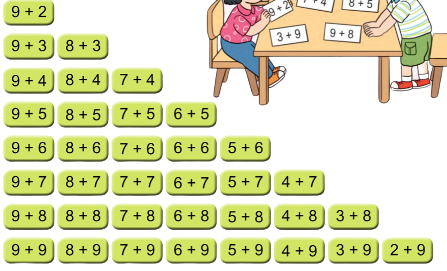 9 + 2
9 + 3 8 + 3
9 + 4 8 + 4 7 + 4
9 + 5 8 + 5 7 + 5 6 + 5
9 + 6 8 + 6 7 + 6 6 + 6 5 + 6
9 + 7 8 + 7 7 + 7 6 + 7 5 + 7 4 + 7
9 + 8 8 + 8 7 + 8 6 + 8 5 + 8 4 + 8 3 + 8
9 + 9 8 + 9 7 + 9 6 + 9 5 + 9 4 + 9 3 + 9 2 + 9
9+2 7+4 8+5
3+9 9+8